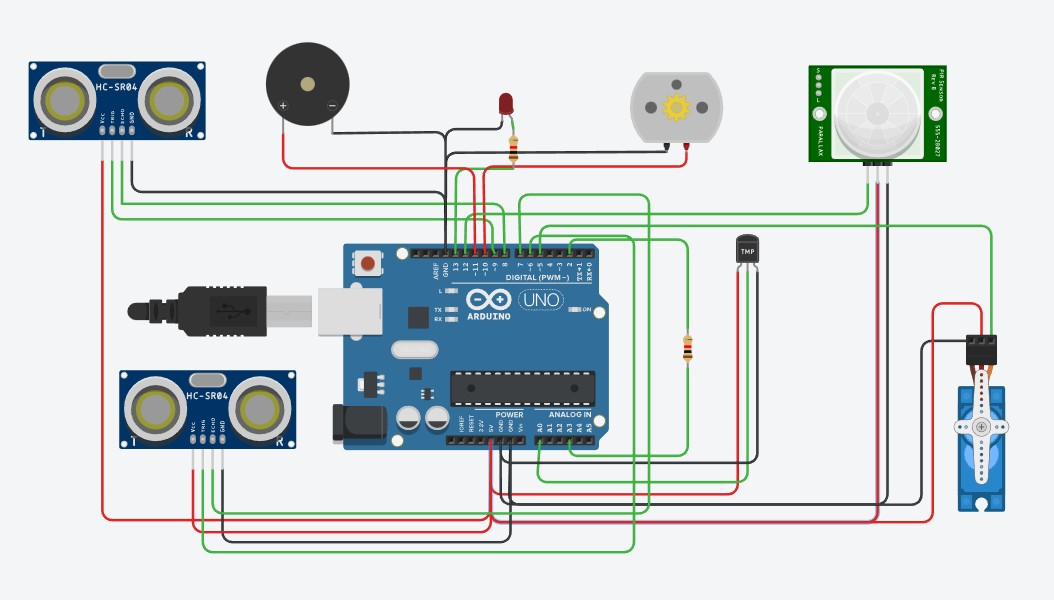 HC-SR04
Vcc
TRIG
ECHO
GND
T
R
+
−
S
L
PIR Sensor
Rev B
PARALLAX
555-28027
TMP
AREF
GND
13
12
~11
~10
~9
8
7
~6
~5
4
~3
2
TX→1
RX←0
DIGITAL (PWM~)
L
TX
RX
UNO
ARDUINO
ON
HC-SR04
Vcc
TRIG
ECHO
GND
T
R
POWER
ANALOG IN
IOREF
RESET
3.3V
5V
GND
GND
Vin
A0
A1
A2
A3
A4
A5